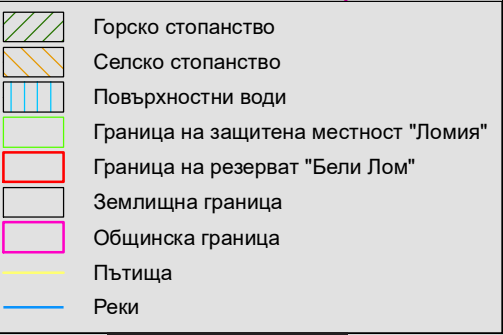 Горско стопанство
Селско стопанство
Повърхностни води
Граница на защитена местност "Ломия"
Граница на резерват "Бели Лом"
Землищна граница
Общинска граница
Пътища
Реки